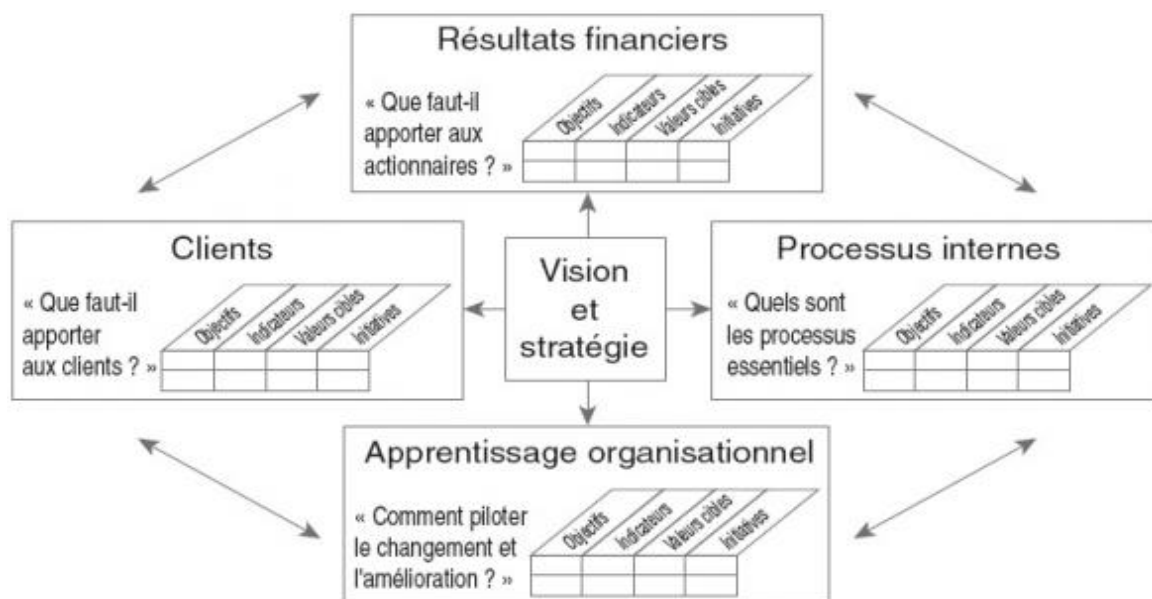 Résultats financiers
« Que faut-il
apporter aux
actionnaires ? »
Objectifs
Indicateurs
Valeurs cibles
Initiatives
Clients
« Que faut-il
apporter
aux clients ? »
Objectifs
Indicateurs
Valeurs cibles
Initiatives
Vision
et
stratégie
Processus internes
« Quels sont
les processus
essentiels ? »
Objectifs
Indicateurs
Valeurs cibles
Initiatives
Apprentissage organisationnel
« Comment piloter
le changement et
l'amélioration ? »
Objectifs
Indicateurs
Valeurs cibles
Initiatives